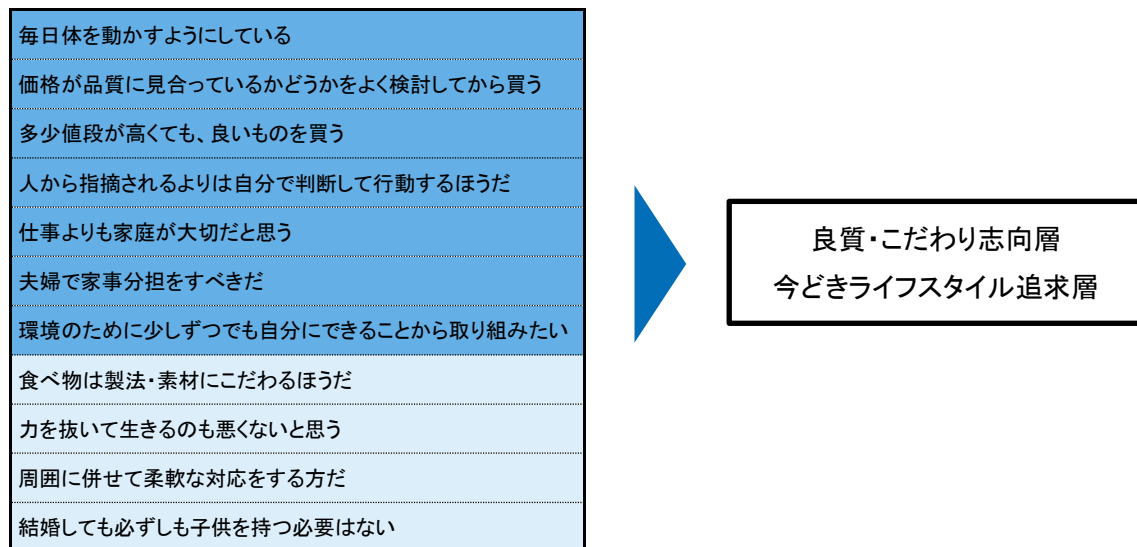 毎日体を動かすようにしている
価格が品質に見合っているかどうかをよく検討してから買う
多少値段が高くても、良いものを買う
人から指摘されるよりは自分で判断して行動するほうだ
仕事よりも家庭が大切だと思う
夫婦で家事分担をすべきだ
環境のために少しずつでも自分にできることから取り組みたい
食べ物は製法・素材にこだわるほうだ
力を抜いて生きるのも悪くないと思う
周囲に併せて柔軟な対応をする方だ
結婚しても必ずしも子供を持つ必要はない
良質・こだわり志向層
今どきライフスタイル追求層